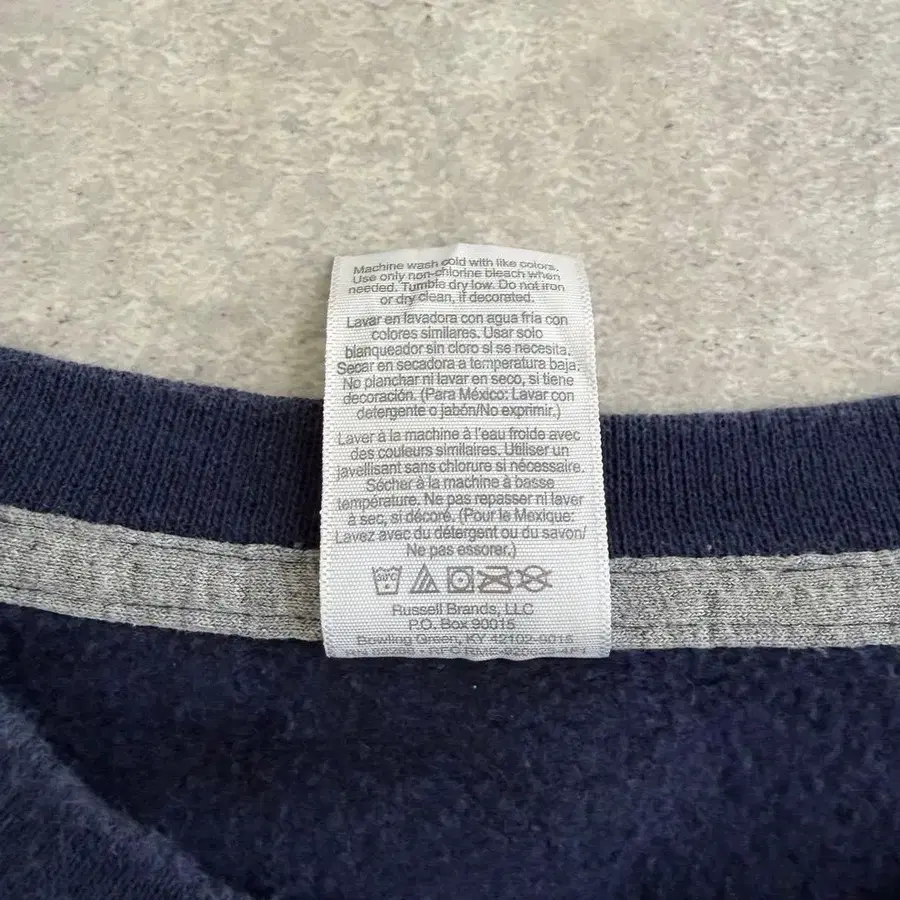 Machine wash cold with like colors.
Use only non-chlorine bleach when
needed. Tumble dry low. Do not iron
or dry clean, if decorated.
Lavar en lavadora con agua fría con
colores similares. Usar solo
blanqueador sin cloro si se necesita.
Secar en secadora a temperatura baja.
No planchar ni lavar en seco, si tiene
decoración. (Para México: Lavar con
detergente o jabón/No exprimir.)
Laver à la machine à l'eau froide avec
des couleurs similaires. Utiliser un
javellisant sans chlorure si nécessaire.
Sécher à la machine à basse
température. Ne pas repasser ni laver
à sec, si décoré. (Pour le Mexique:
Lavez avec du détergent ou du savon/
Ne pas essorer.)
30°C
Russell Brands, LLC
P.O. Box 90015
Bowling Green, KY 42102-9015
RN 62288 • RFC